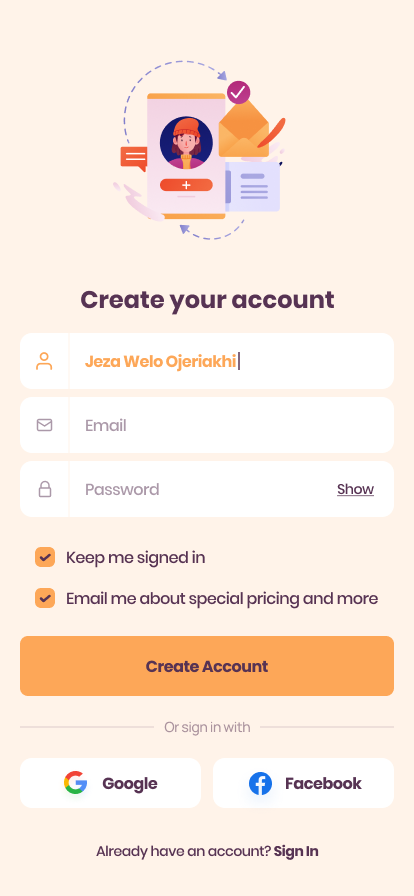 Create your account
Jeza Welo Ojeriakhi
Email
Password Show
Keep me signed in
Email me about special pricing and more
Create Account
Or sign in with
Google Facebook
Already have an account? Sign In